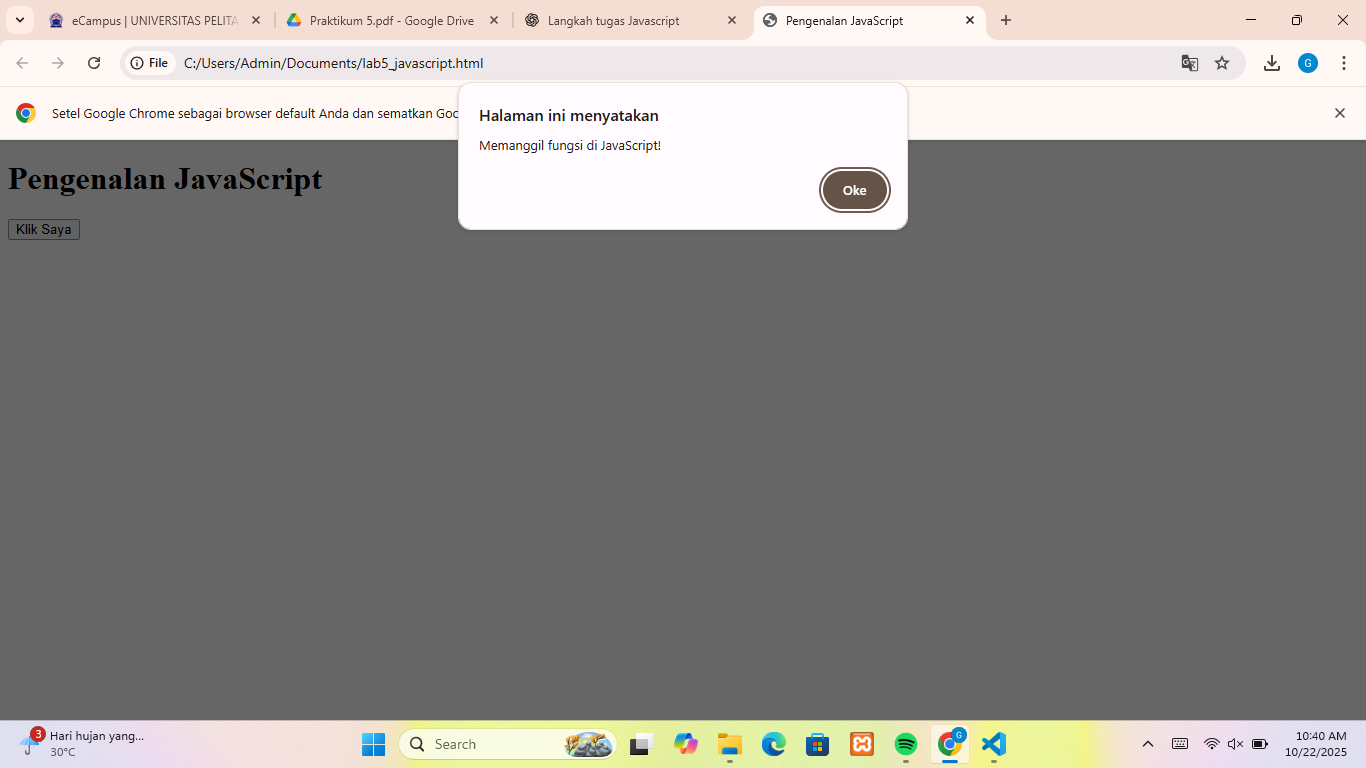 eCampus | UNIVERSITAS PELITA
Praktikum 5.pdf - Google Drive
Langkah tugas Javascript
Pengenalan JavaScript
File
C:/Users/Admin/Documents/lab5_javascript.html
G
Setel Google Chrome sebagai browser default Anda dan sematkan Goo
Halaman ini menyatakan
Memanggil fungsi di JavaScript!
Oke
Pengenalan JavaScript
Klik Saya
3
Hari hujan yang...
30°C
Search
G
10:40 AM
10/22/2025